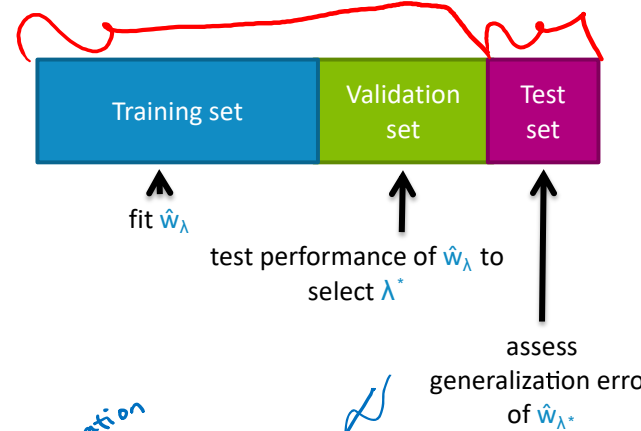 Training set
Validation
set
Test
set
fit ŵλ
test performance of ŵλ to
select λ*
assess
generalization erro
of ŵλ*
ation